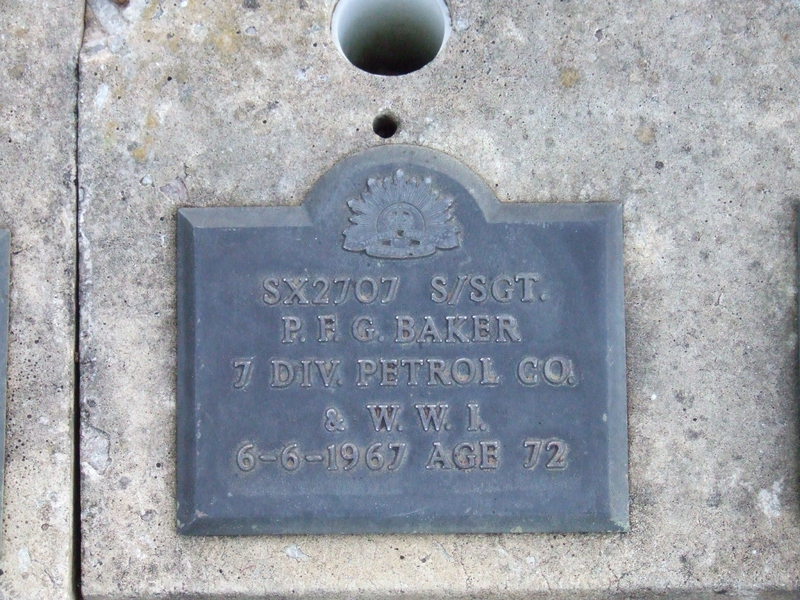 SX2707 S/SGT.
P. F. G. BAKER
7 DIV. PETROL CO.
& W. W. I.
6-6-1967 AGE 72